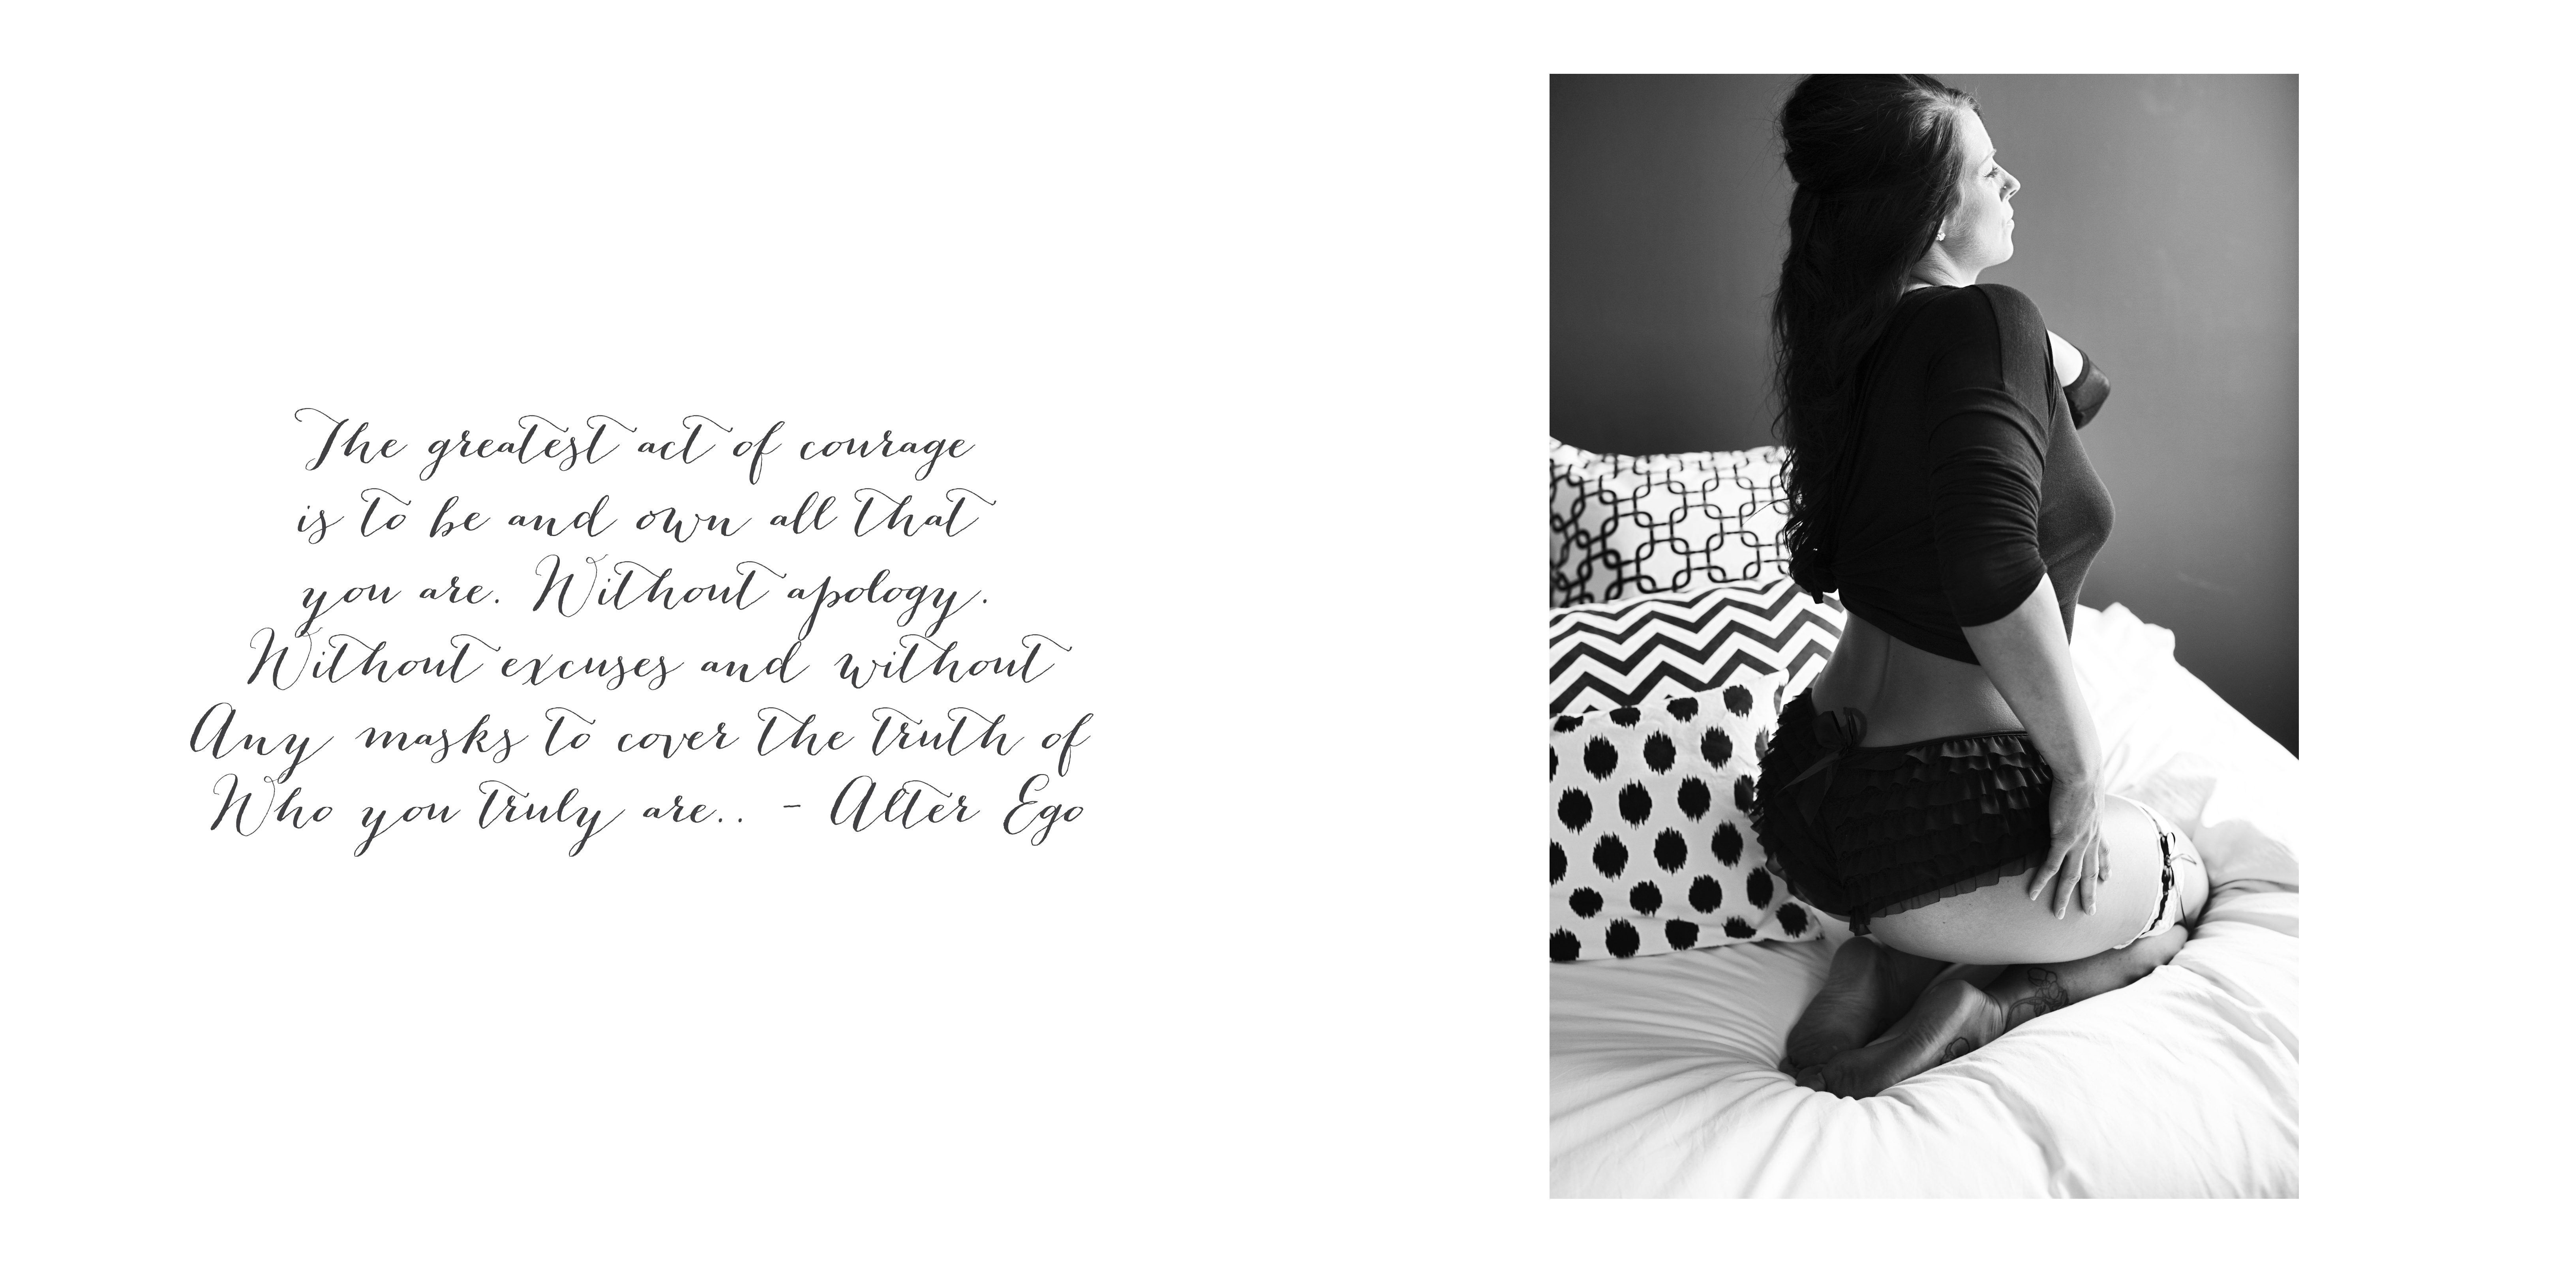 The greatest act of courage
is to be and own all that
you are. Without apology.
Without excuses and without
Any masks to cover the truth of
Who you truly are.. - Alter Ego